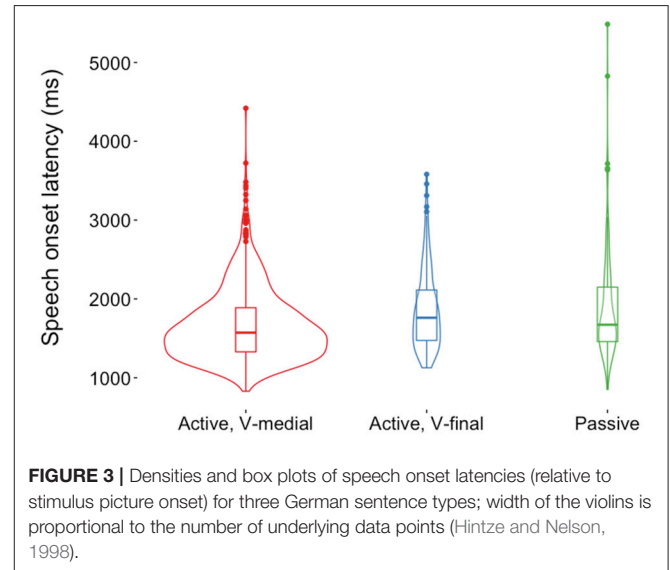 Speech onset latency (ms)
5000
4000
3000
2000
1000
Active, V-medial Active, V-final Passive
FIGURE 3 | Densities and box plots of speech onset latencies (relative to
stimulus picture onset) for three German sentence types; width of the violins is
proportional to the number of underlying data points (Hintze and Nelson,
1998).